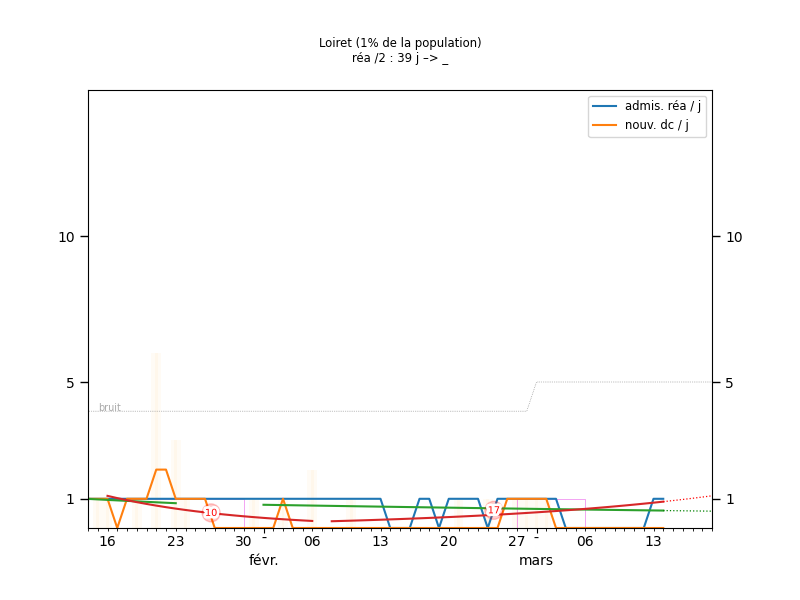 Loiret (1% de la population)
réa /2 : 39 j –> _
admis. réa / j
nouv. dc / j
10 10
5 5
bruit
1 1
10
17
16 23 30 - 06 13 20 27 - 06 13
févr. mars